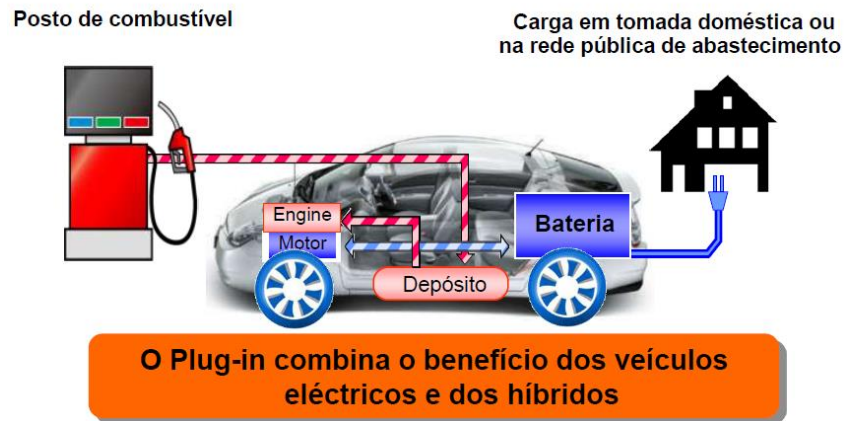 Posto de combustível
Carga em tomada doméstica ou
na rede pública de abastecimento
Engine
Motor
Bateria
Depósito
O Plug-in combina o benefício dos veículos
eléctricos e dos híbridos